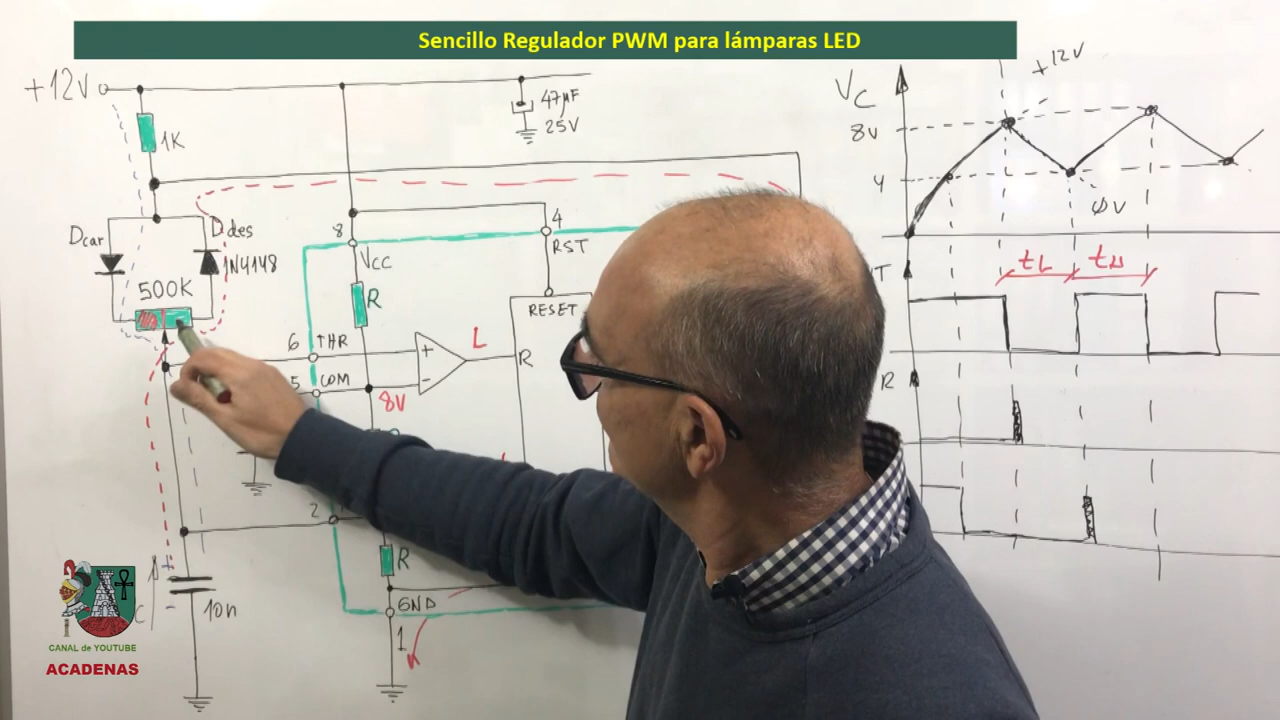 Sencillo Regulador PWM para lámparas LED
+12V
1K
47µF
25V
Dcar
Ddes
1N4148
500K
8
VCC
4
RST
R
RESET
6
THR
5
COM
L
R
8V
2
R
GND
1
10n
+
-
CANAL de YOUTUBE
ACADENAS
VC
+12V
8V
4
ØV
tL
tH
T
R